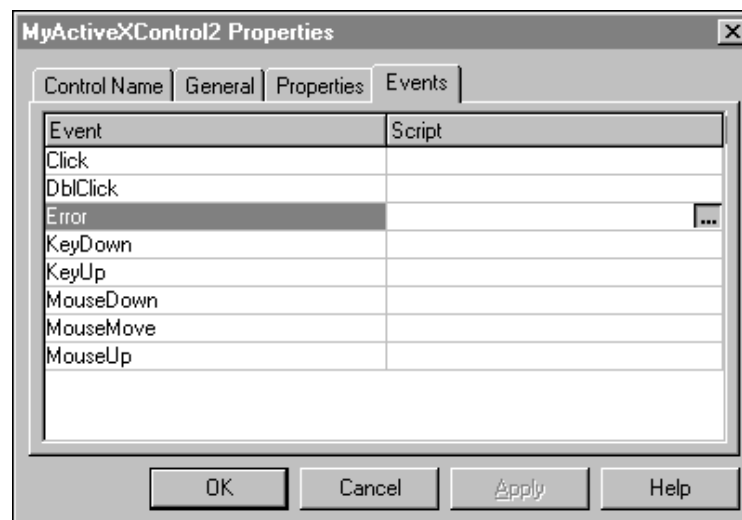 MyActiveXControl2 Properties
Control Name General Properties Events
Event Script
Click
DblClick
Error ...
KeyDown
KeyUp
MouseDown
MouseMove
MouseUp
OK Cancel Apply Help